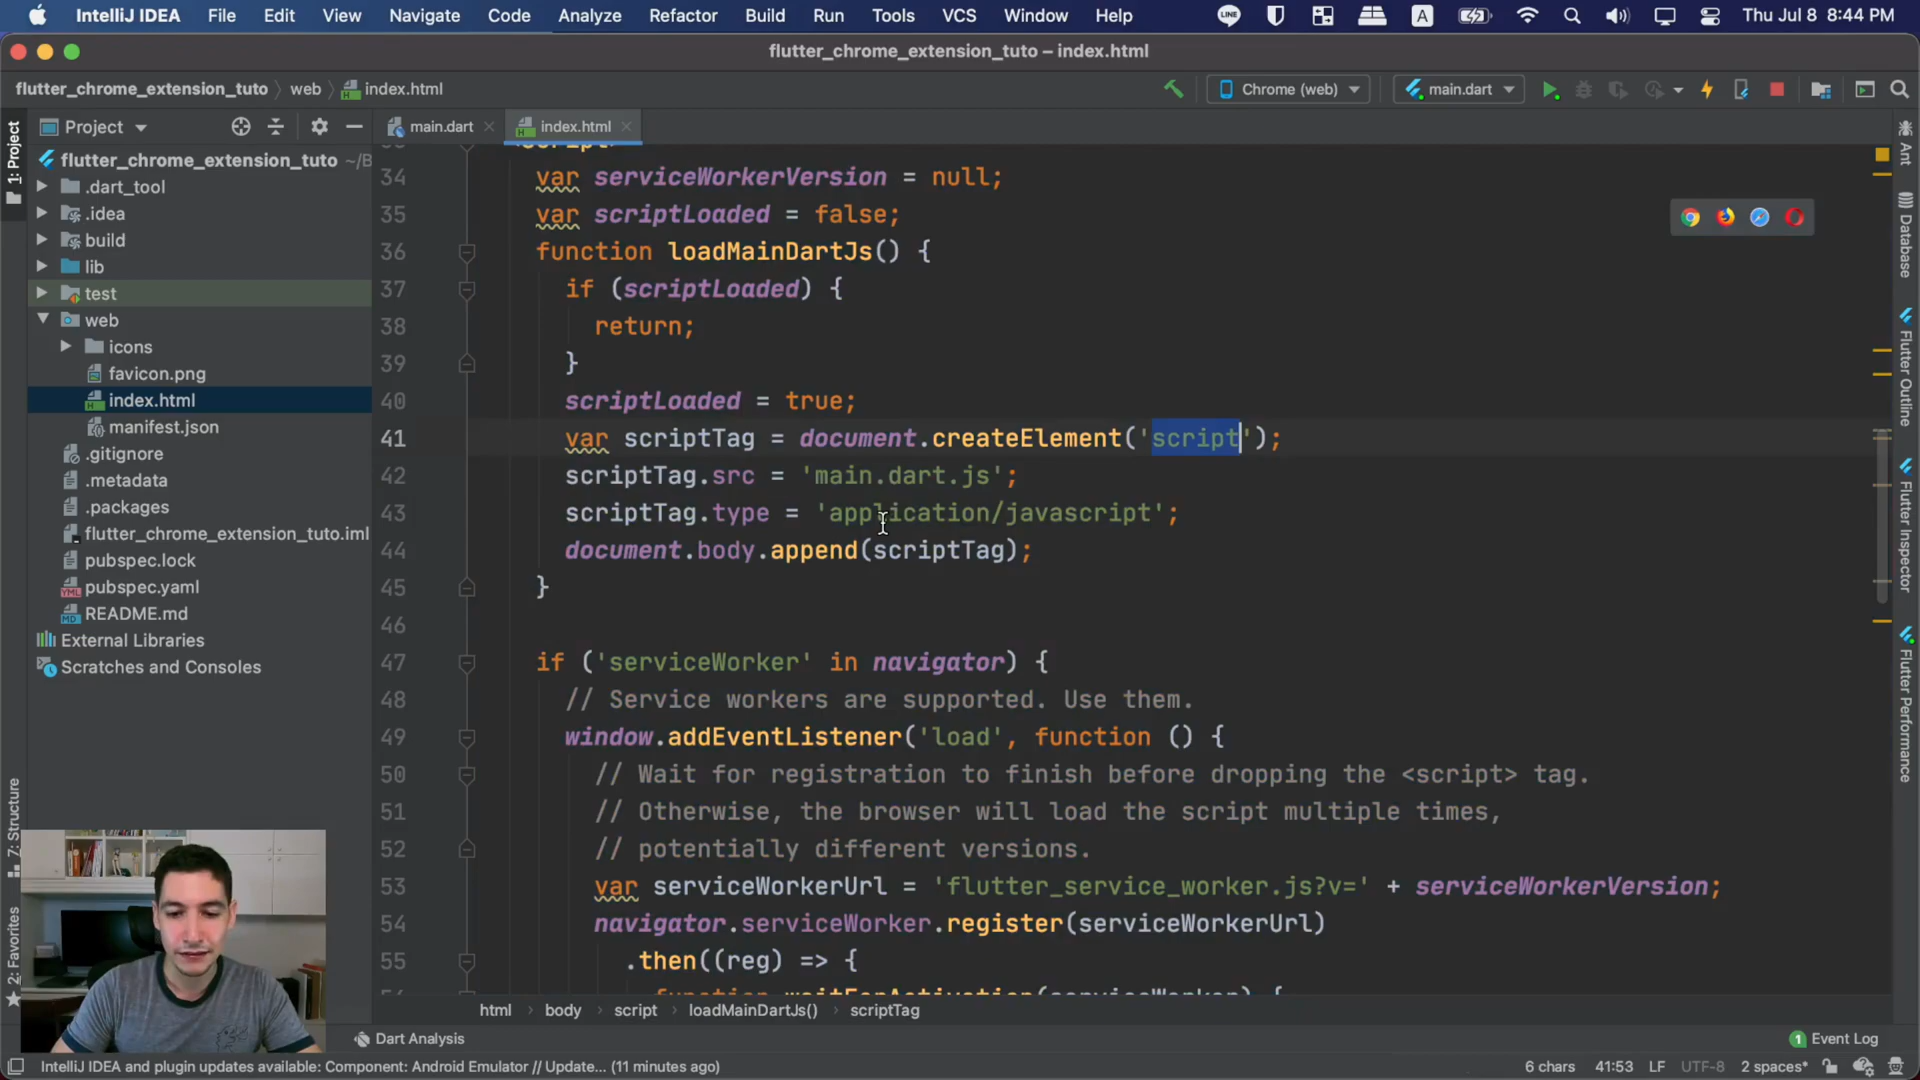 IntelliJ IDEA File Edit View Navigate Code Analyze Refactor Build Run Tools VCS Window Help LINE A Thu Jul 8 8:44 PM
flutter_chrome_extension_tuto – index.html
flutter_chrome_extension_tuto web index.html Chrome (web) main.dart
Project main.dart index.html
1: Project
flutter_chrome_extension_tuto ~/B
.dart_tool
.idea
build
lib
test
web
icons
favicon.png
index.html
manifest.json
.gitignore
.metadata
.packages
flutter_chrome_extension_tuto.iml
pubspec.lock
pubspec.yaml
README.md
External Libraries
Scratches and Consoles
7: Structure
2: Favorites
34 var serviceWorkerVersion = null;
35 var scriptLoaded = false;
36 function loadMainDartJs() {
37 if (scriptLoaded) {
38 return;
39 }
40 scriptLoaded = true;
41 var scriptTag = document.createElement('script');
42 scriptTag.src = 'main.dart.js';
43 scriptTag.type = 'application/javascript';
44 document.body.append(scriptTag);
45 }
46
47 if ('serviceWorker' in navigator) {
48 // Service workers are supported. Use them.
49 window.addEventListener('load', function () {
50 // Wait for registration to finish before dropping the <script> tag.
51 // Otherwise, the browser will load the script multiple times,
52 // potentially different versions.
53 var serviceWorkerUrl = 'flutter_service_worker.js?v=' + serviceWorkerVersion;
54 navigator.serviceWorker.register(serviceWorkerUrl)
55 .then((reg) => {
Ant
Database
Flutter Outline
Flutter Inspector
Flutter Performance
html body script loadMainDartJs() scriptTag
Dart Analysis 1 Event Log
IntelliJ IDEA and plugin updates available: Component: Android Emulator // Update... (11 minutes ago) 6 chars 41:53 LF UTF-8 2 spaces*